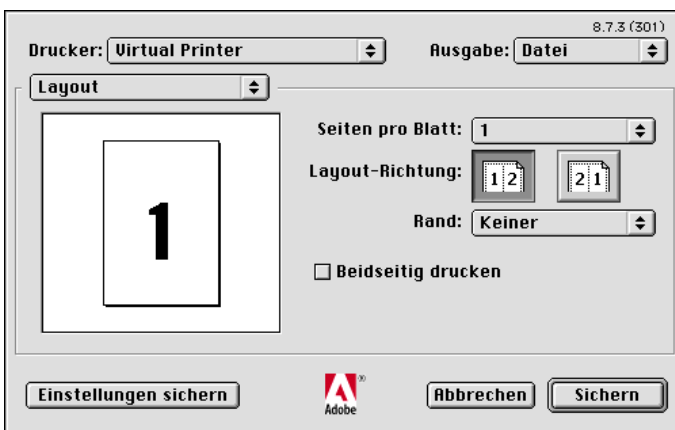 8.7.3 (301)
Drucker: Virtual Printer Ausgabe: Datei
Layout
Seiten pro Blatt: 1
Layout-Richtung: 1 2 2 1
1
Rand: Keiner
Beidseitig drucken
Einstellungen sichern Adobe® Abbrechen Sichern